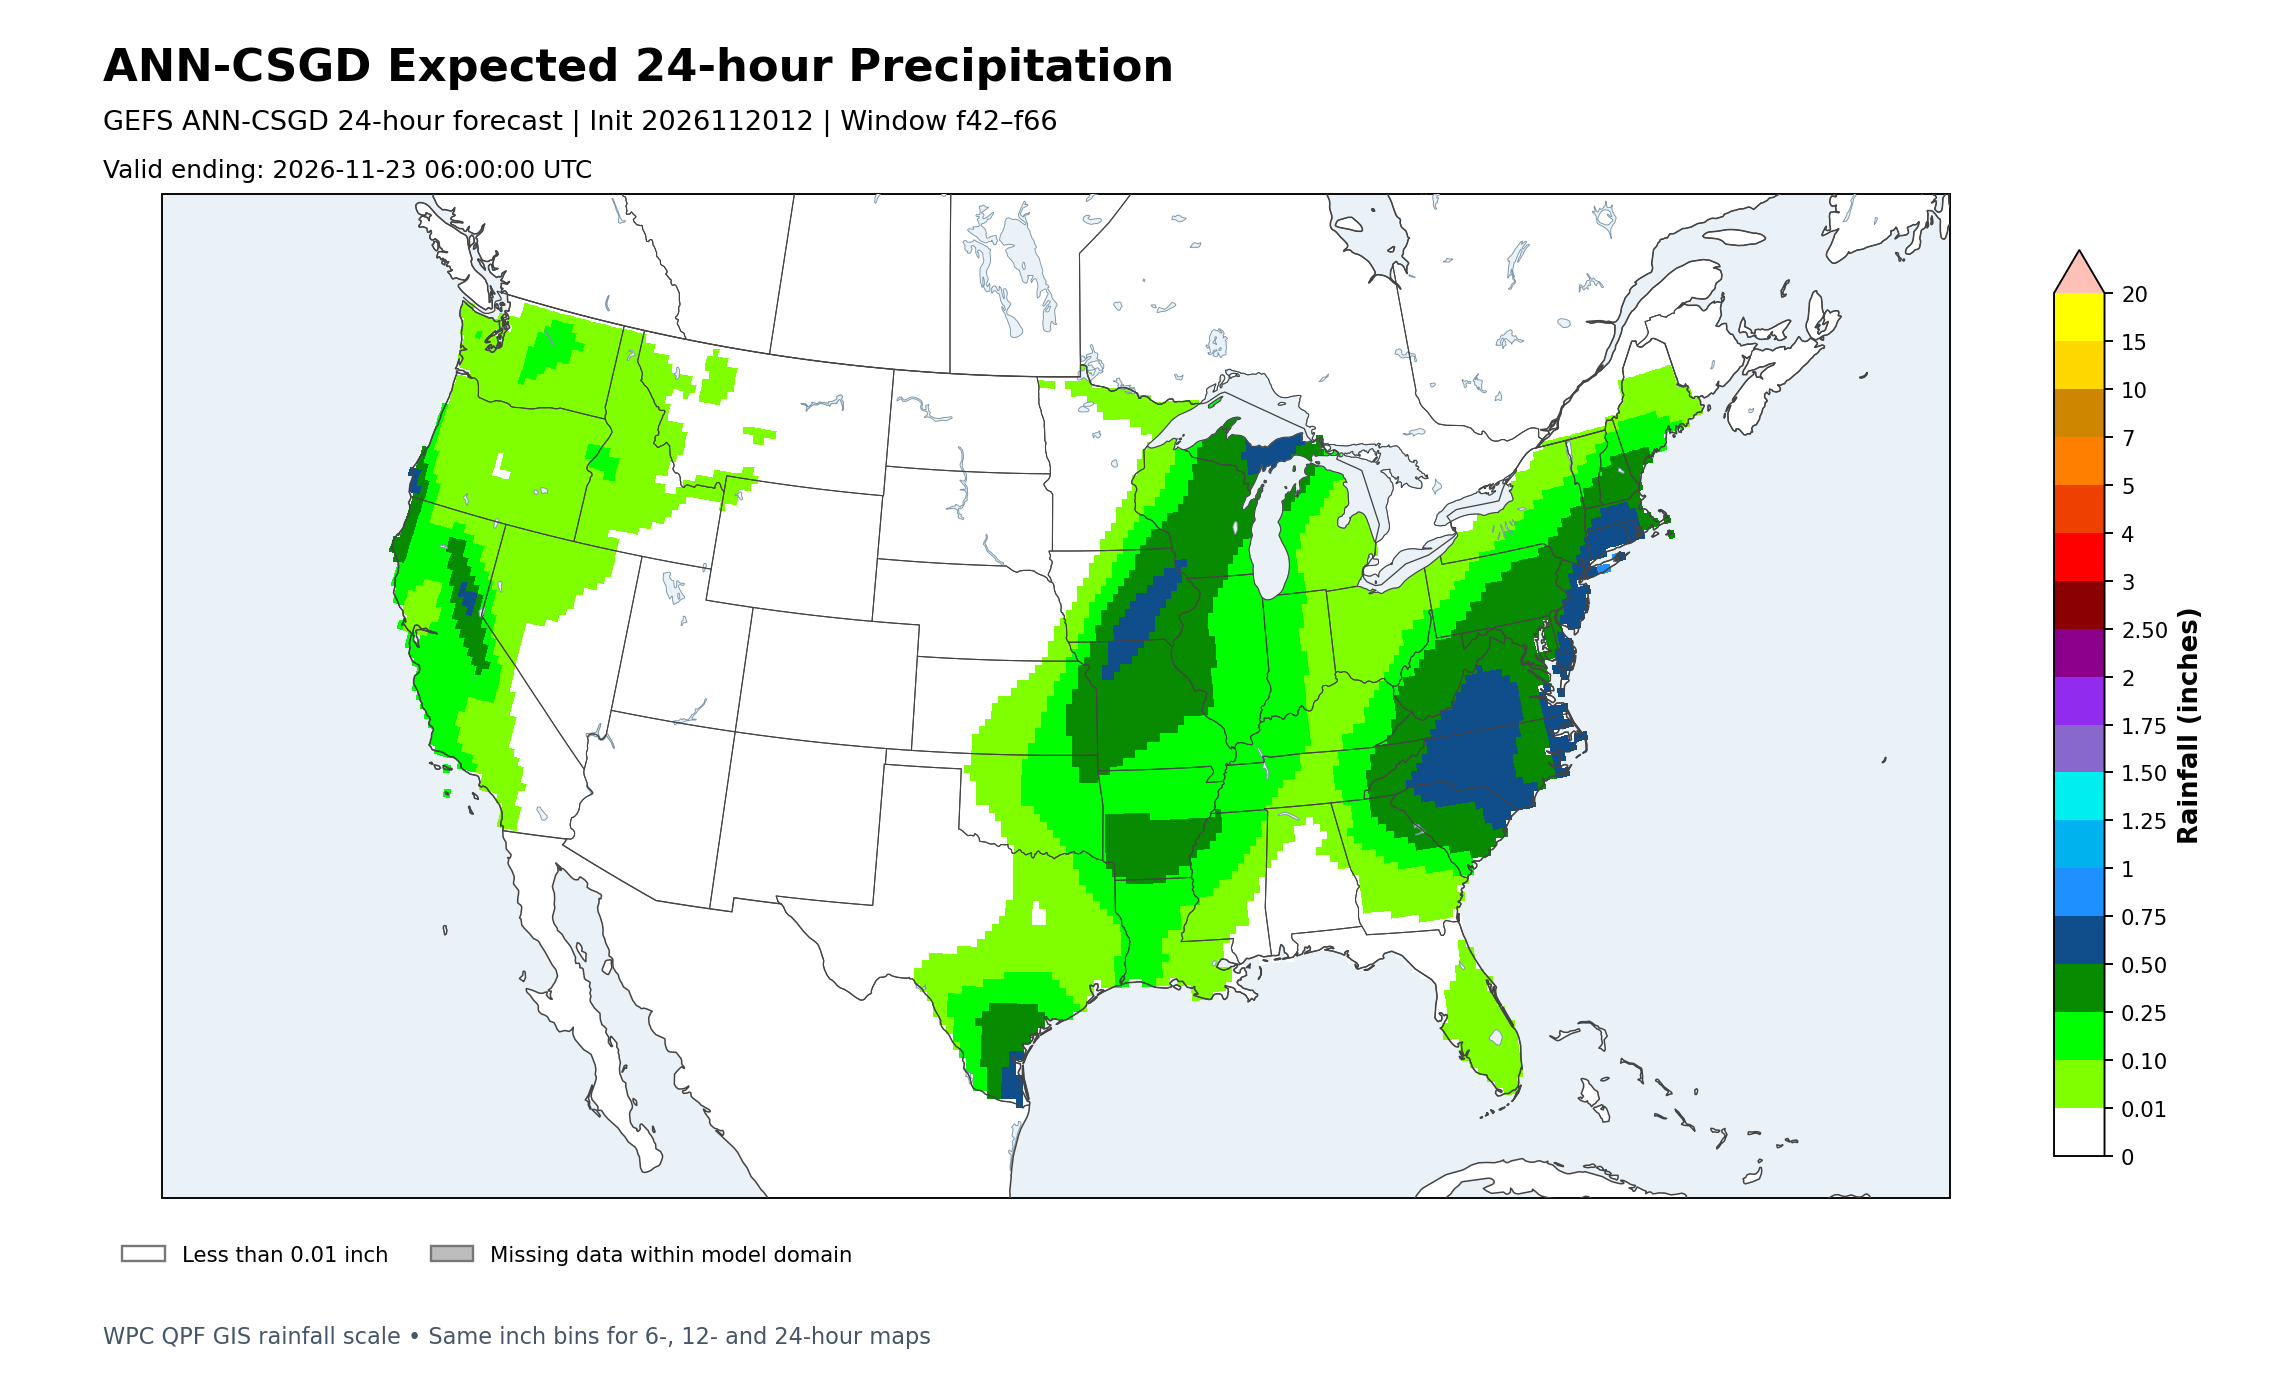 ANN-CSGD Expected 24-hour Precipitation
GEFS ANN-CSGD 24-hour forecast | Init 2026112012 | Window f42–f66
Valid ending: 2026-11-23 06:00:00 UTC
20
15
10
7
5
4
3
2.50
2
1.75
1.50
1.25
1
0.75
0.50
0.25
0.10
0.01
0
Rainfall (inches)
Less than 0.01 inch
Missing data within model domain
WPC QPF GIS rainfall scale • Same inch bins for 6-, 12- and 24-hour maps